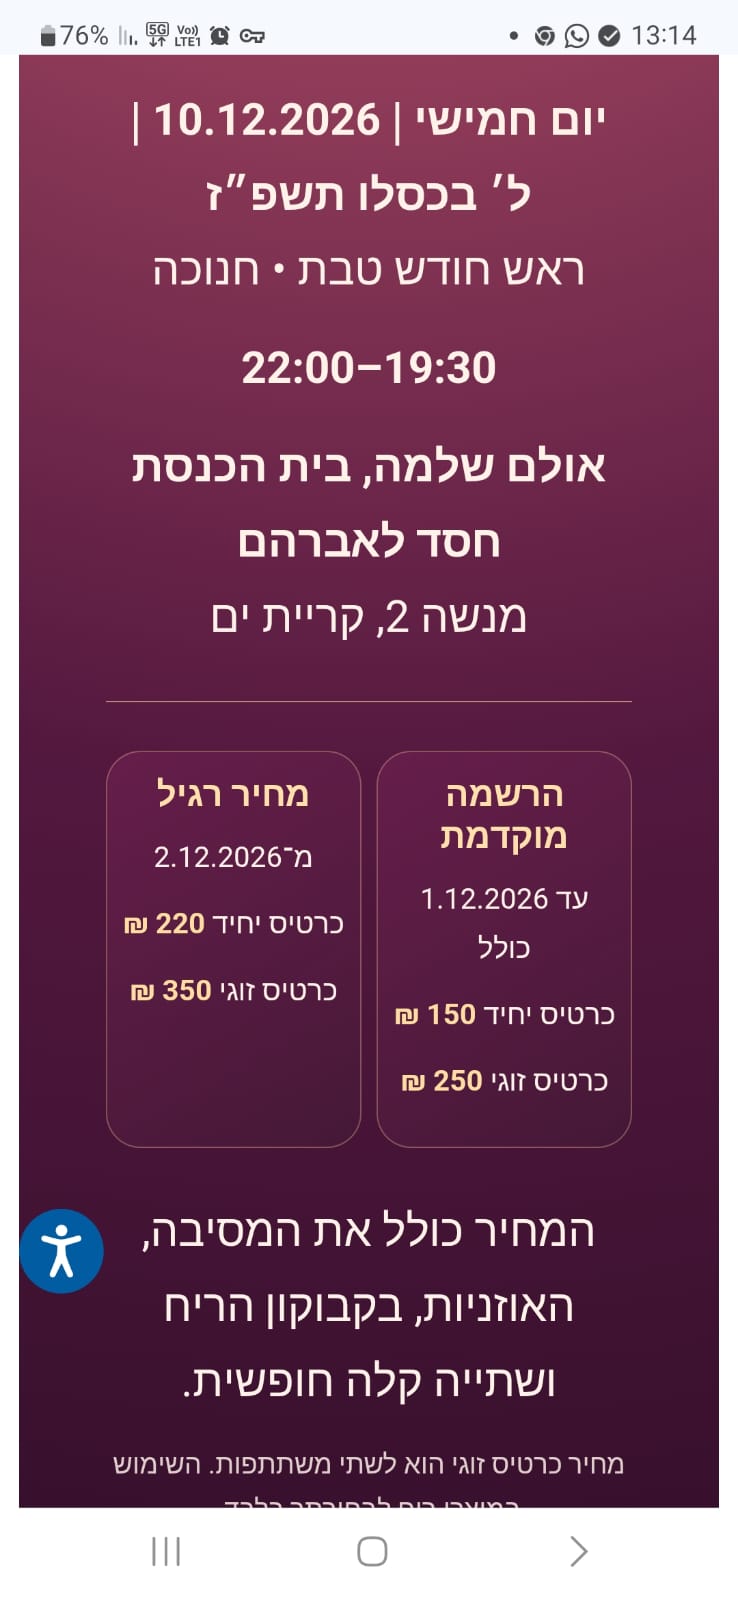 76%
5G
Vo))
LTE1
13:14
יום חמישי | 10.12.2026 |
ל׳ בכסלו תשפ״ז
ראש חודש טבת • חנוכה
19:30–22:00
אולם שלמה, בית הכנסת
חסד לאברהם
מנשה 2, קריית ים
הרשמה
מוקדמת
עד 1.12.2026
כולל
כרטיס יחיד 150 ₪
כרטיס זוגי 250 ₪
מחיר רגיל
מ־2.12.2026
כרטיס יחיד 220 ₪
כרטיס זוגי 350 ₪
המחיר כולל את המסיבה,
האוזניות, בקבוקון הריח
ושתייה קלה חופשית.
מחיר כרטיס זוגי הוא לשתי משתתפות. השימוש